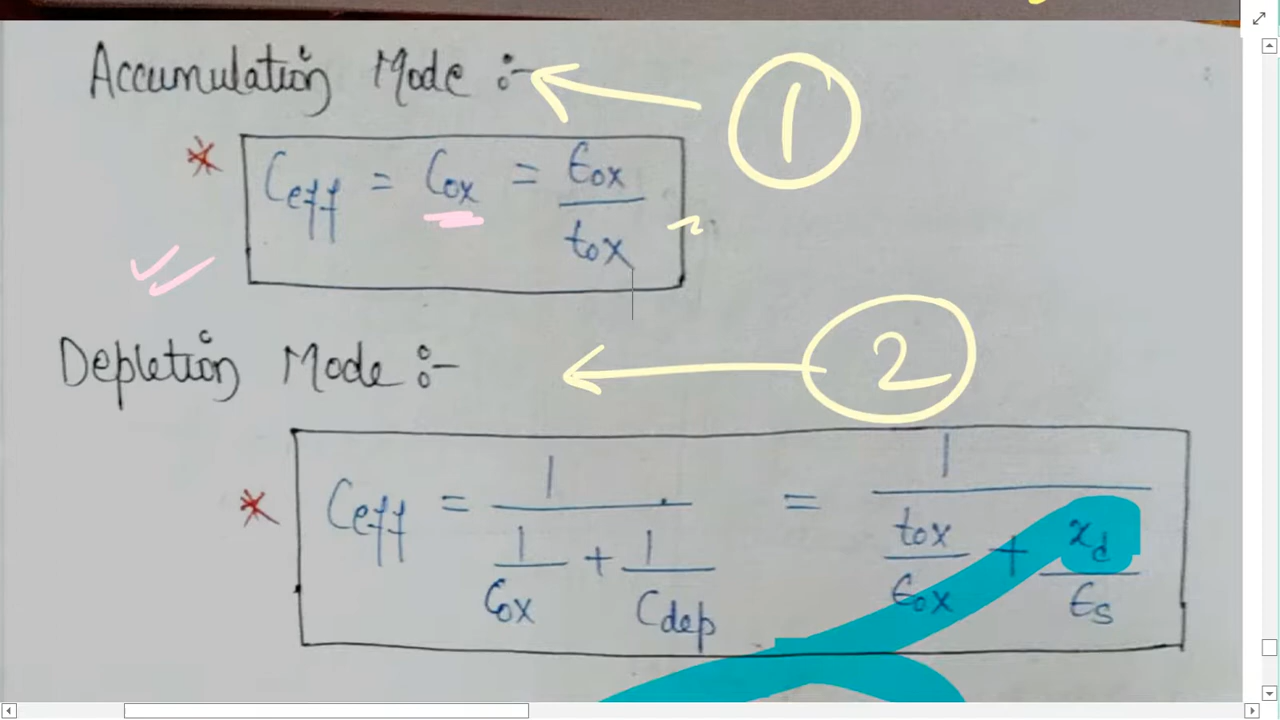 Accumulation Mode :-
1
* Ceff = Cox = ϵox / tox
Depletion Mode :-
2
* Ceff = 1 / (1/Cox + 1/Cdep) = 1 / (tox/ϵox + xd/ϵs)